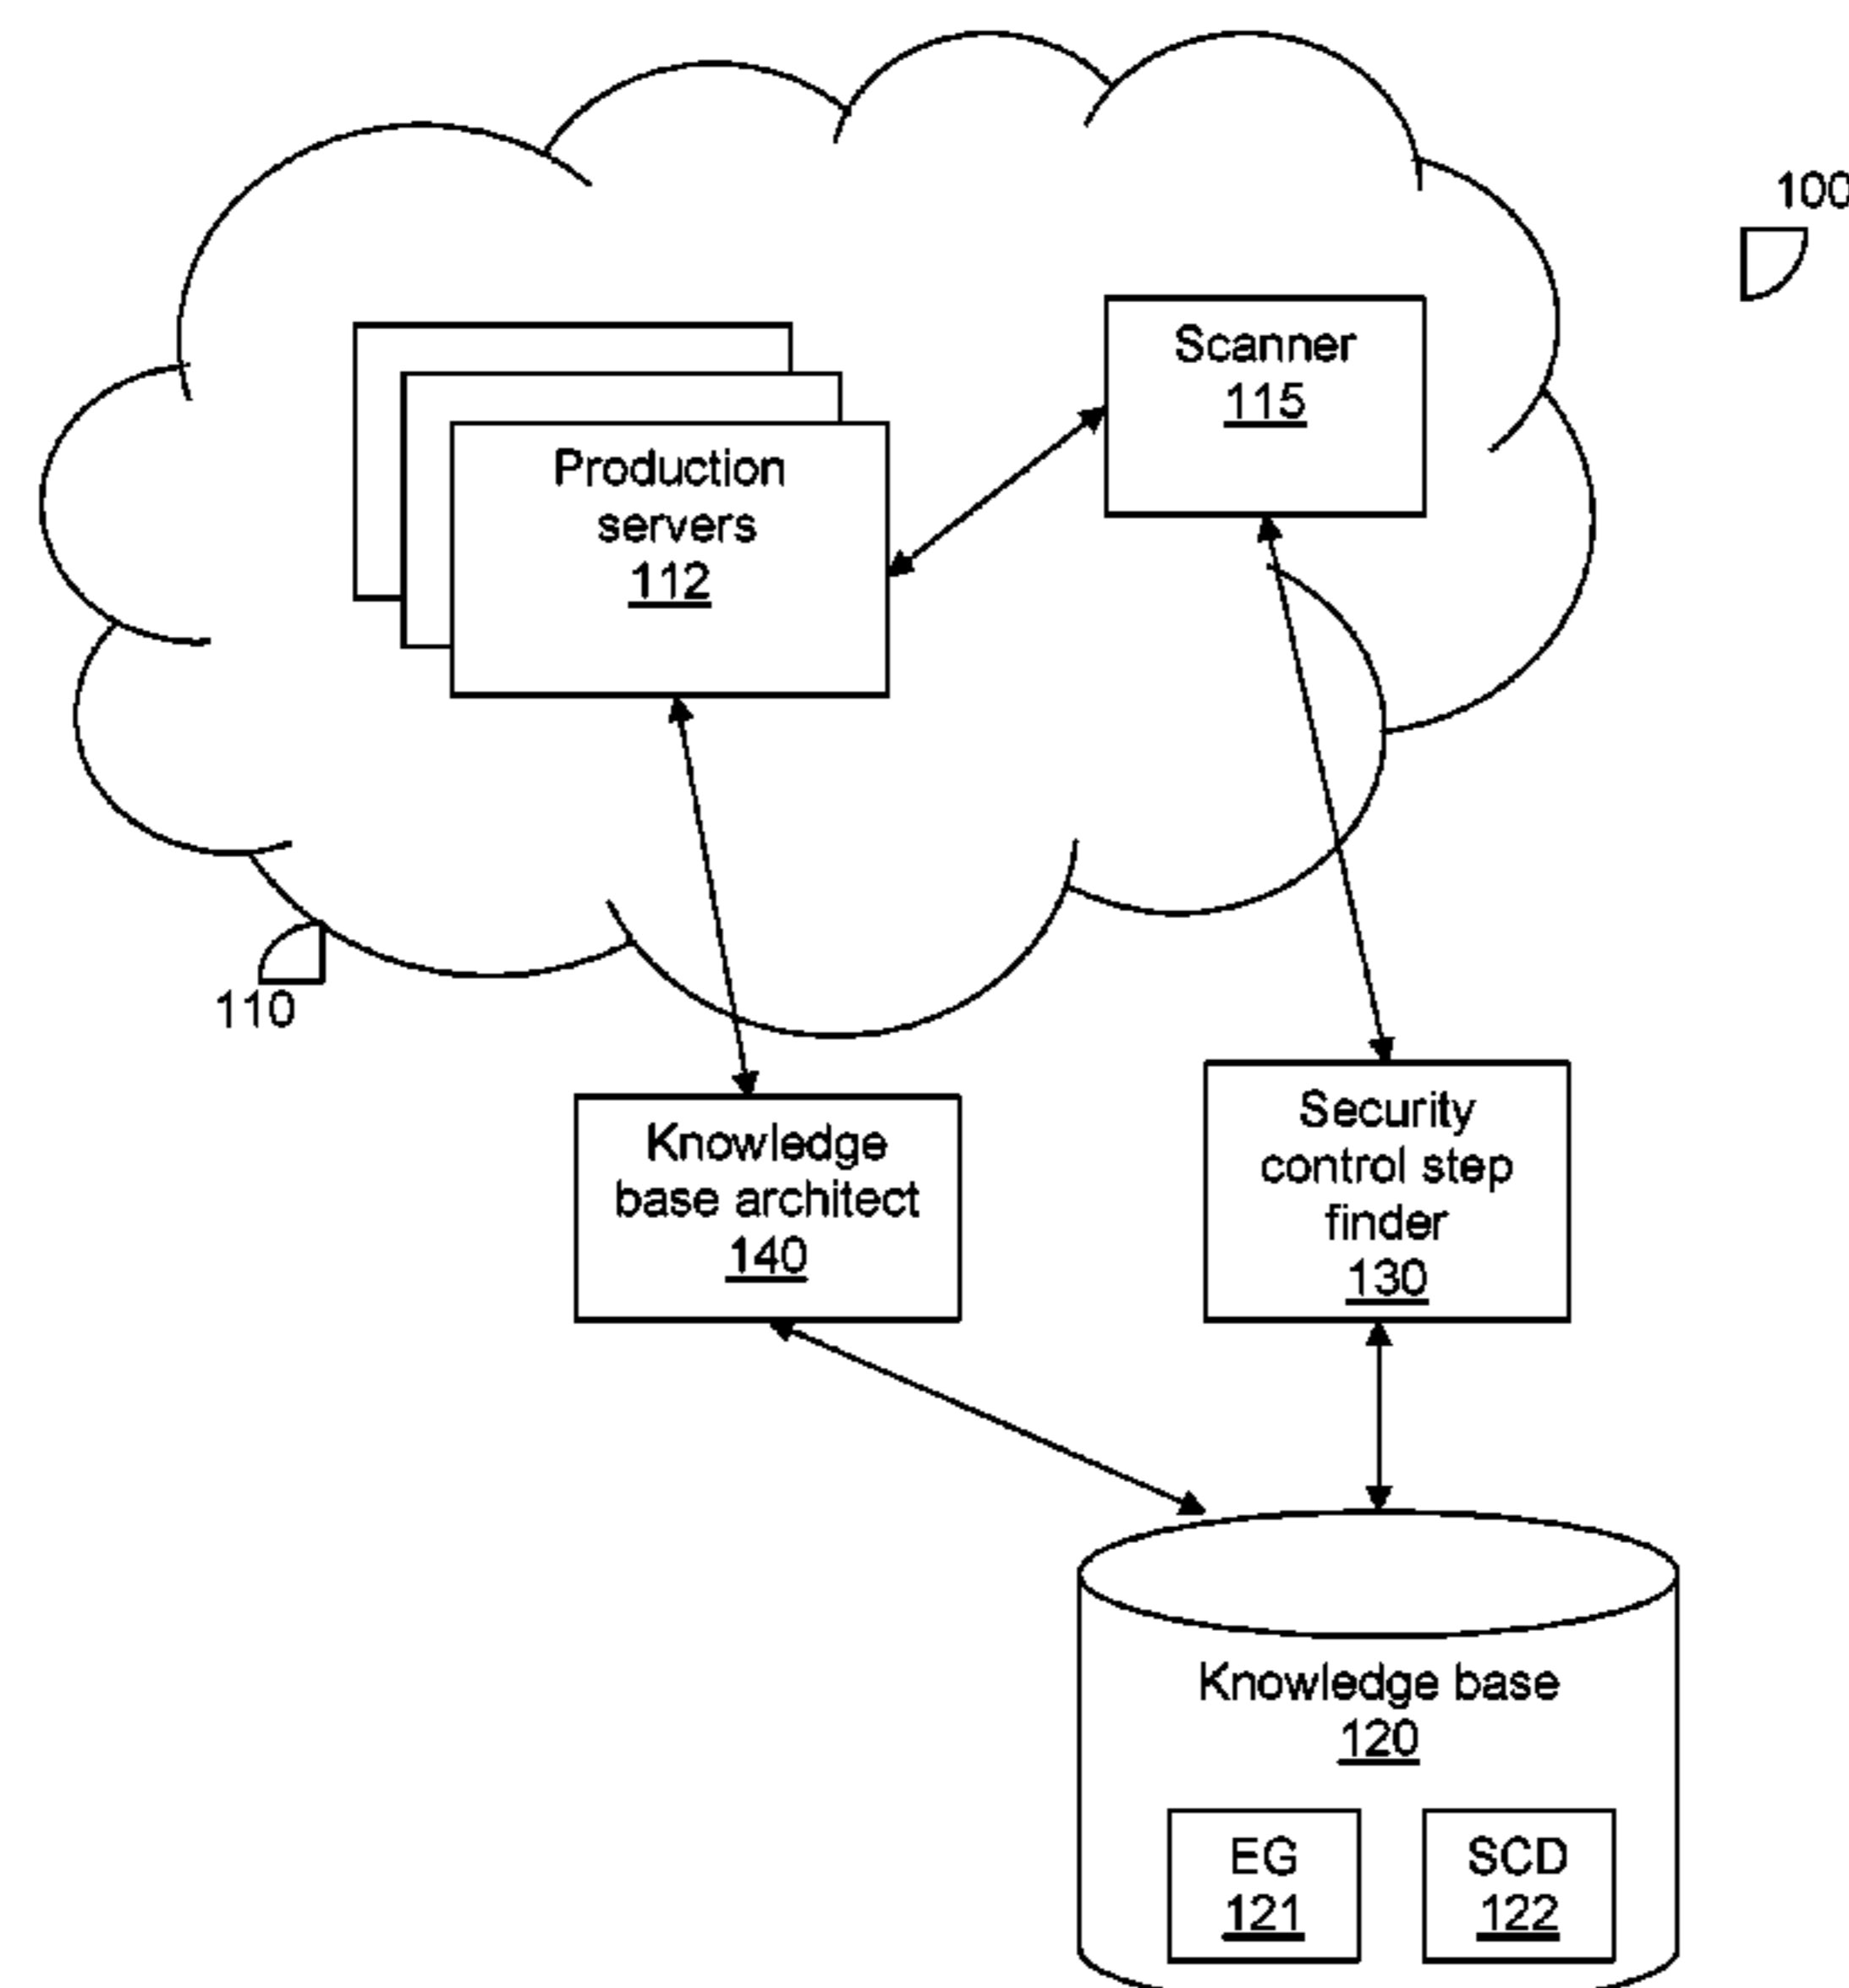 100
Scanner
115
Production
servers
112
110
Knowledge
base architect
140
Security
control step
finder
130
Knowledge base
120
EG
121
SCD
122